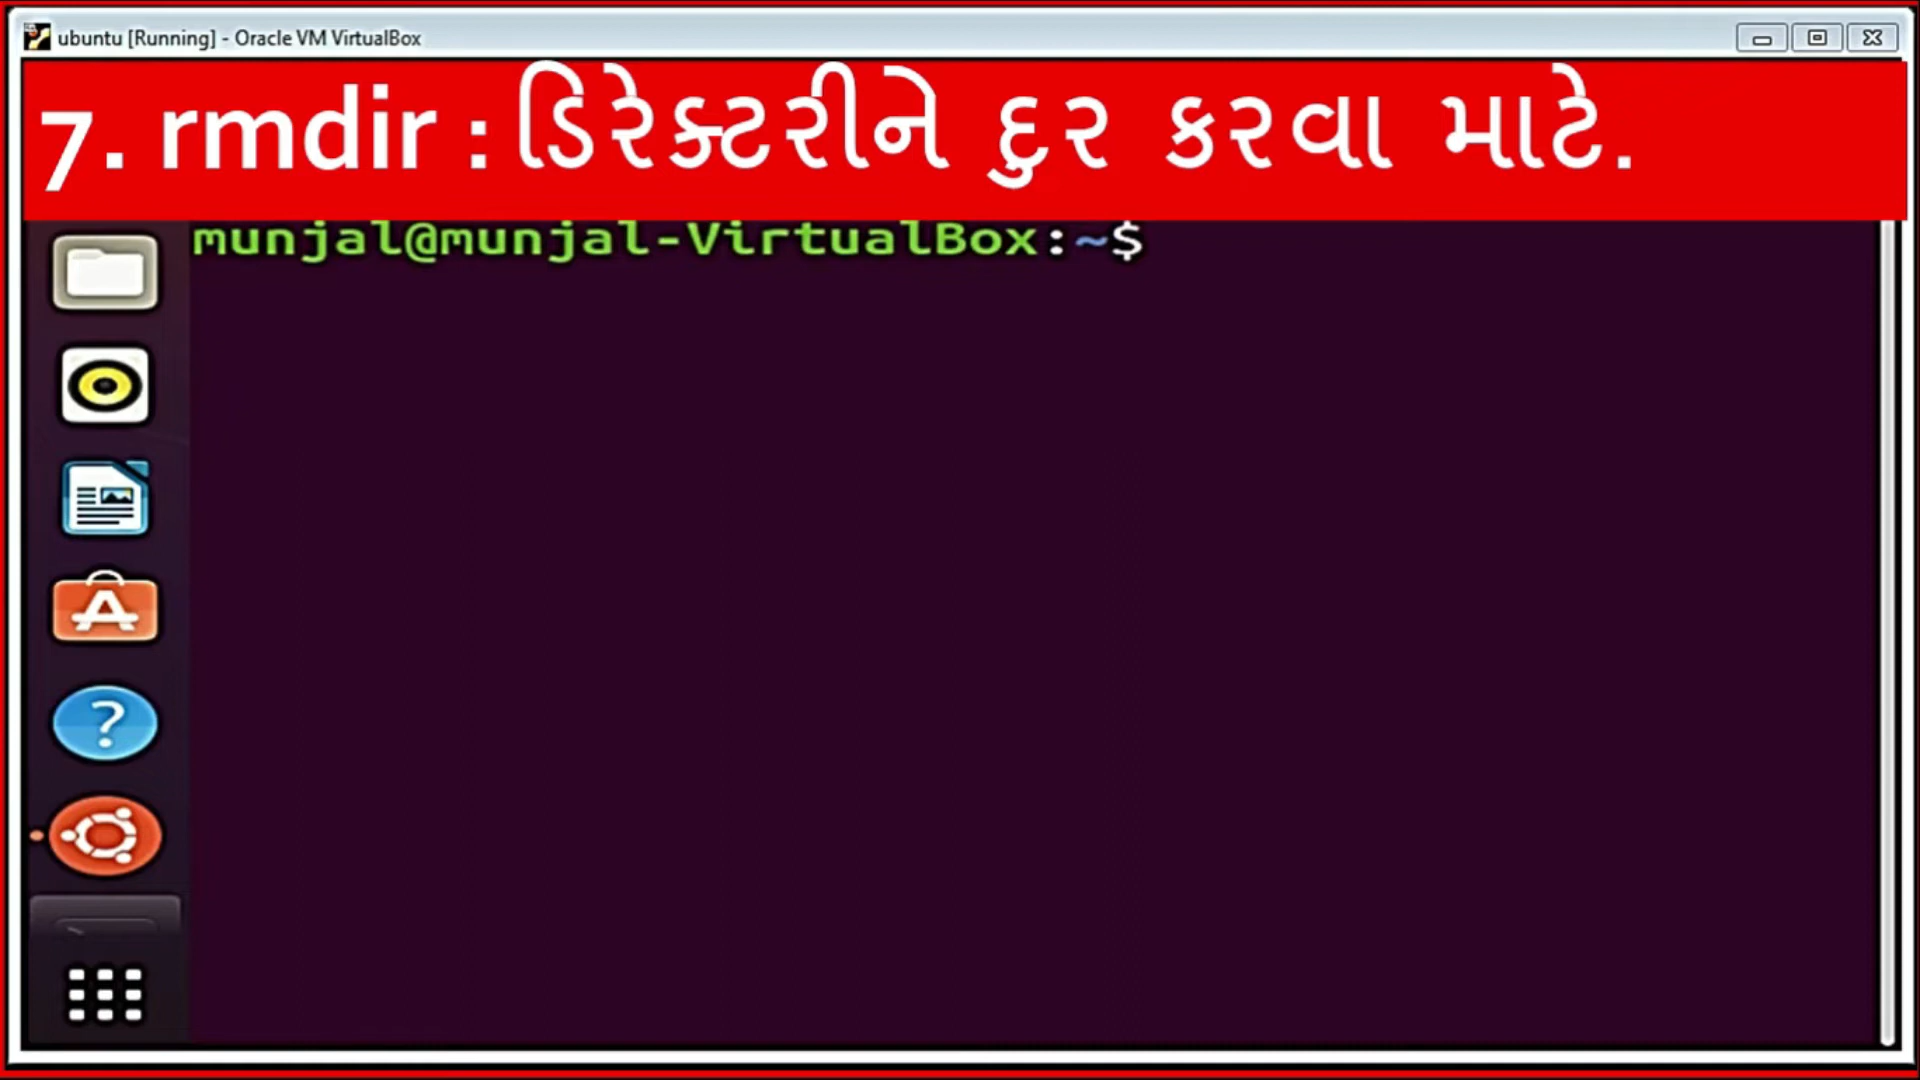 ubuntu [Running] - Oracle VM VirtualBox
7. rmdir : ડિરેક્ટરીને દુર કરવા માટે.
munjal@munjal-VirtualBox:~$